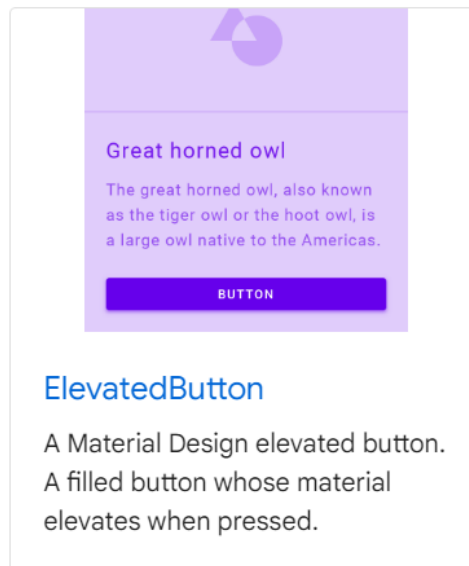 Great horned owl
The great horned owl, also known
as the tiger owl or the hoot owl, is
a large owl native to the Americas.
BUTTON
ElevatedButton
A Material Design elevated button.
A filled button whose material
elevates when pressed.